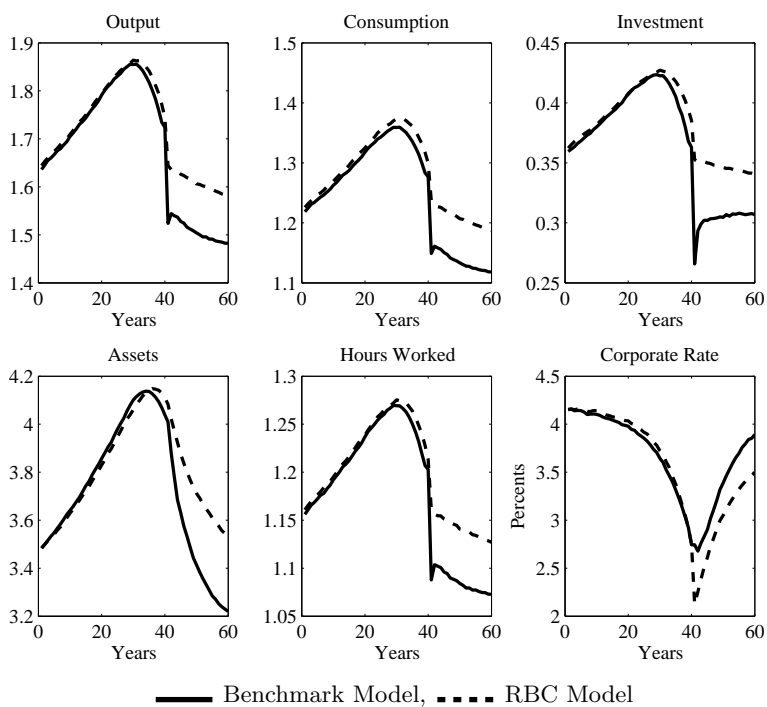 Output
1.9
1.8
1.7
1.6
1.5
1.4
0 20 40 60
Years
Consumption
1.5
1.4
1.3
1.2
1.1
0 20 40 60
Years
Investment
0.45
0.4
0.35
0.3
0.25
0 20 40 60
Years
Assets
4.2
4
3.8
3.6
3.4
3.2
0 20 40 60
Years
Hours Worked
1.3
1.25
1.2
1.15
1.1
1.05
0 20 40 60
Years
Corporate Rate
Percents
4.5
4
3.5
3
2.5
2
0 20 40 60
Years
Benchmark Model, RBC Model